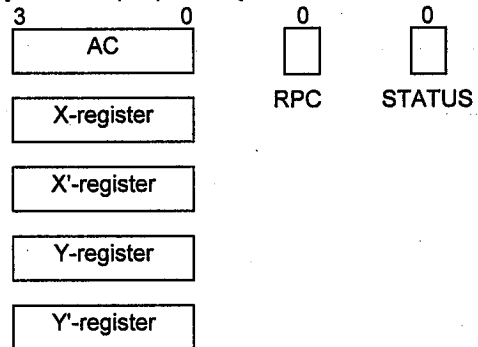 3 0 0 0
AC
RPC STATUS
X-register
X'-register
Y-register
Y'-register